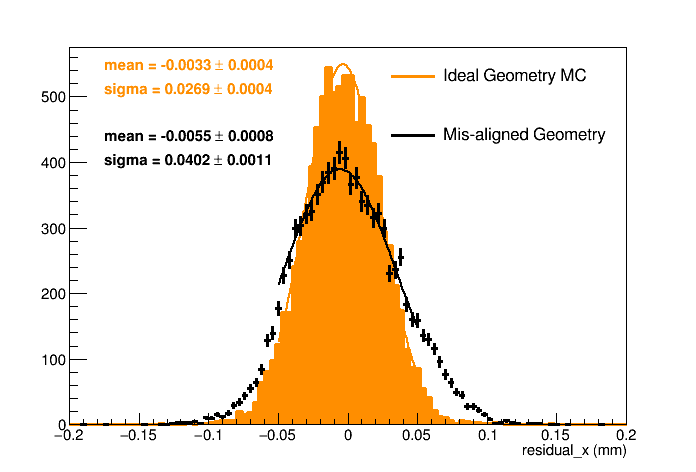 mean = -0.0033 ± 0.0004
sigma = 0.0269 ± 0.0004
Ideal Geometry MC
mean = -0.0055 ± 0.0008
sigma = 0.0402 ± 0.0011
Mis-aligned Geometry
500
400
300
200
100
0
−0.2 −0.15 −0.1 −0.05 0 0.05 0.1 0.15 0.2
residual_x (mm)